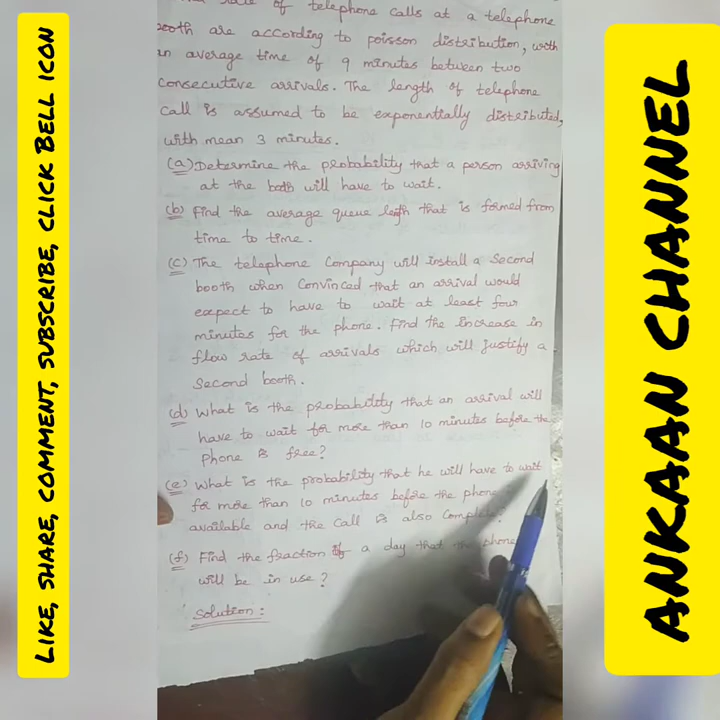 LIKE, SHARE, COMMENT, SUBSCRIBE, CLICK BELL ICON
rate of telephone calls at a telephone
booth are according to poisson distribution, with
an average time of 9 minutes between two
consecutive arrivals. The length of telephone
call is assumed to be exponentially distributed,
with mean 3 minutes.
(a) Determine the probability that a person arriving
at the both will have to wait.
(b) Find the average queue length that is formed from
time to time.
(c) The telephone Company will install a second
booth when Convinced that an arrival would
expect to have to wait at least four
minutes for the phone. Find the increase in
flow rate of arrivals which will justify a
second booth.
(d) What is the probability that an arrival will
have to wait for more than 10 minutes before the
phone is free?
(e) What is the probability that he will have to wait
for more than 10 minutes before the phone
available and the call is also Complete
(f) Find the fraction of a day that the phone
will be in use?
Solution:
ANKAAN CHANNEL